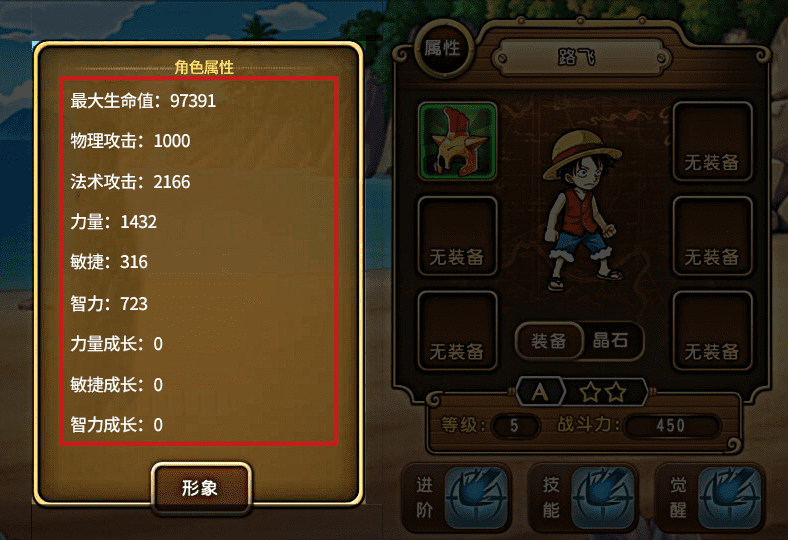 角色属性
最大生命值：97391
物理攻击：1000
法术攻击：2166
力量：1432
敏捷：316
智力：723
力量成长：0
敏捷成长：0
智力成长：0
形象
属性
路飞
无装备
无装备
无装备
无装备
无装备
装备
晶石
A
等级：5
战斗力：450
进阶
技能
觉醒